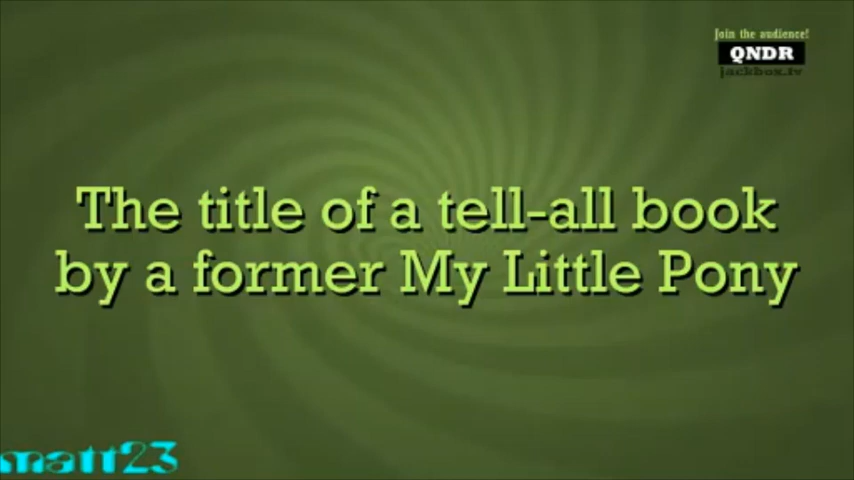 Join the audience!
QNDR
jackbox.tv
The title of a tell-all book
by a former My Little Pony
matt23